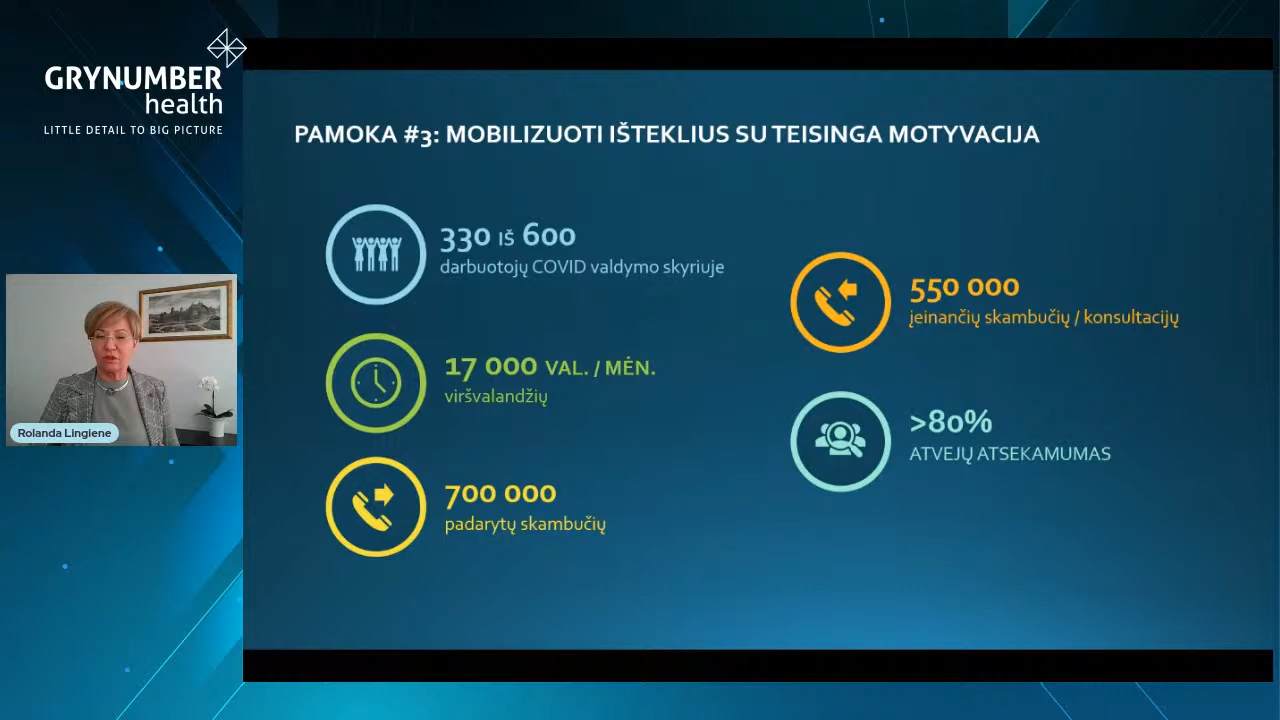 GRYNUMBER
health
LITTLE DETAIL TO BIG PICTURE
PAMOKA #3: MOBILIZUOTI IŠTEKLIUS SU TEISINGA MOTYVACIJA
330 IŠ 600
darbuotojų COVID valdymo skyriuje
17 000 VAL. / MĖN.
viršvalandžių
700 000
padarytų skambučių
550 000
įeinančių skambučių / konsultacijų
>80%
ATVEJŲ ATSEKAMUMAS
Rolanda Lingiene